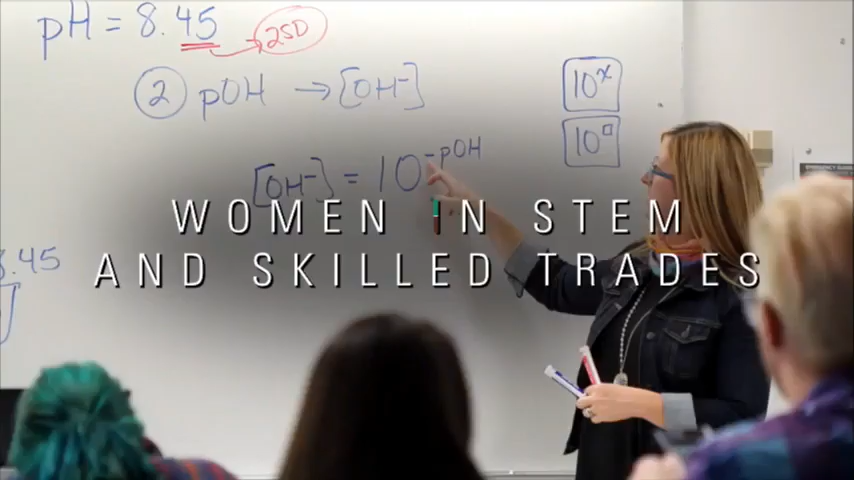 pH = 8.45
2SD
② pOH → [OH⁻]
10ˣ
10□
[OH⁻] = 10⁻ᵖᴼᴴ
WOMEN IN STEM
AND SKILLED TRADES
8.45